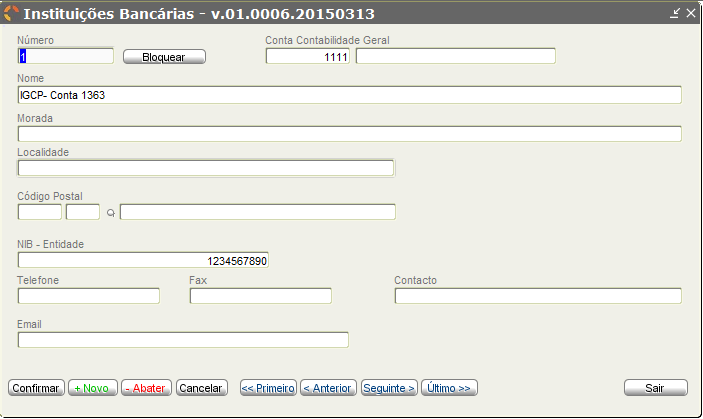 Instituições Bancárias - v.01.0006.20150313
Número
Conta Contabilidade Geral
1
Bloquear
1111
Nome
IGCP- Conta 1363
Morada
Localidade
Código Postal
NIB - Entidade
1234567890
Telefone
Fax
Contacto
Email
Confirmar
+ Novo
- Abater
Cancelar
<< Primeiro
< Anterior
Seguinte >
Último >>
Sair